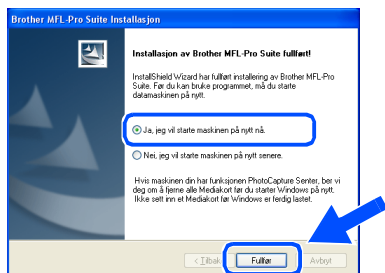 Brother MFL-Pro Suite Installasjon
Installasjon av Brother MFL-Pro Suite fullført!
InstallShield Wizard har fullført installering av Brother MFL-Pro
Suite. Før du kan bruke programmet, må du starte
datamaskinen på nytt.
Ja, jeg vil starte maskinen på nytt nå.
Nei, jeg vil starte maskinen på nytt senere.
Hvis maskinen din har funksjonen PhotoCapture Center, ber vi
deg om å fjerne alle Mediakort før du starter Windows på nytt.
Ikke sett inn et Mediakort før Windows er ferdig lastet.
< Tilbak
Fullfør
Avbryt